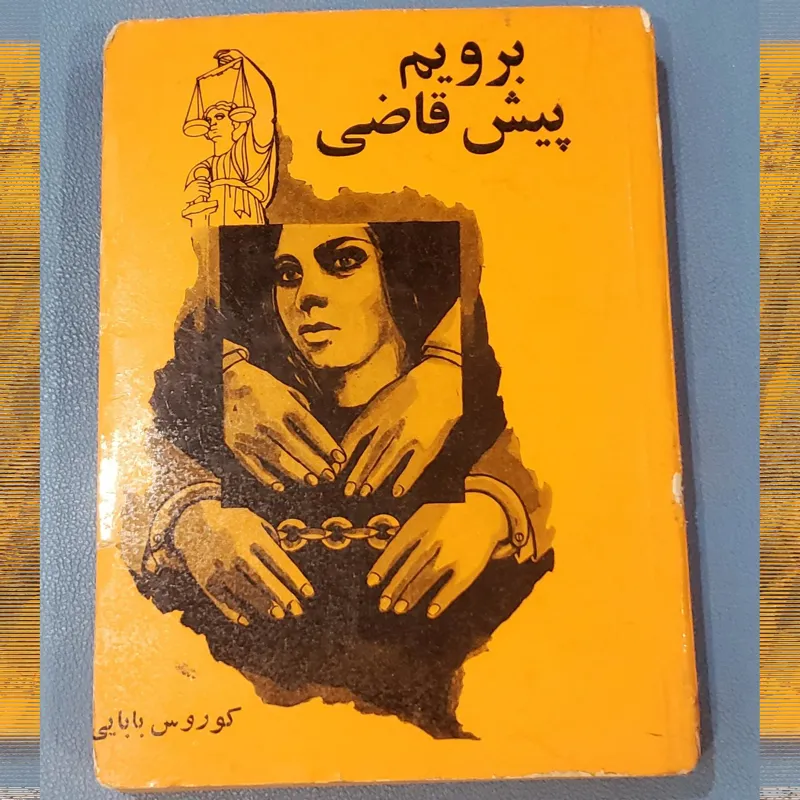 برویم
پیش قاضی
کوروس بابایی